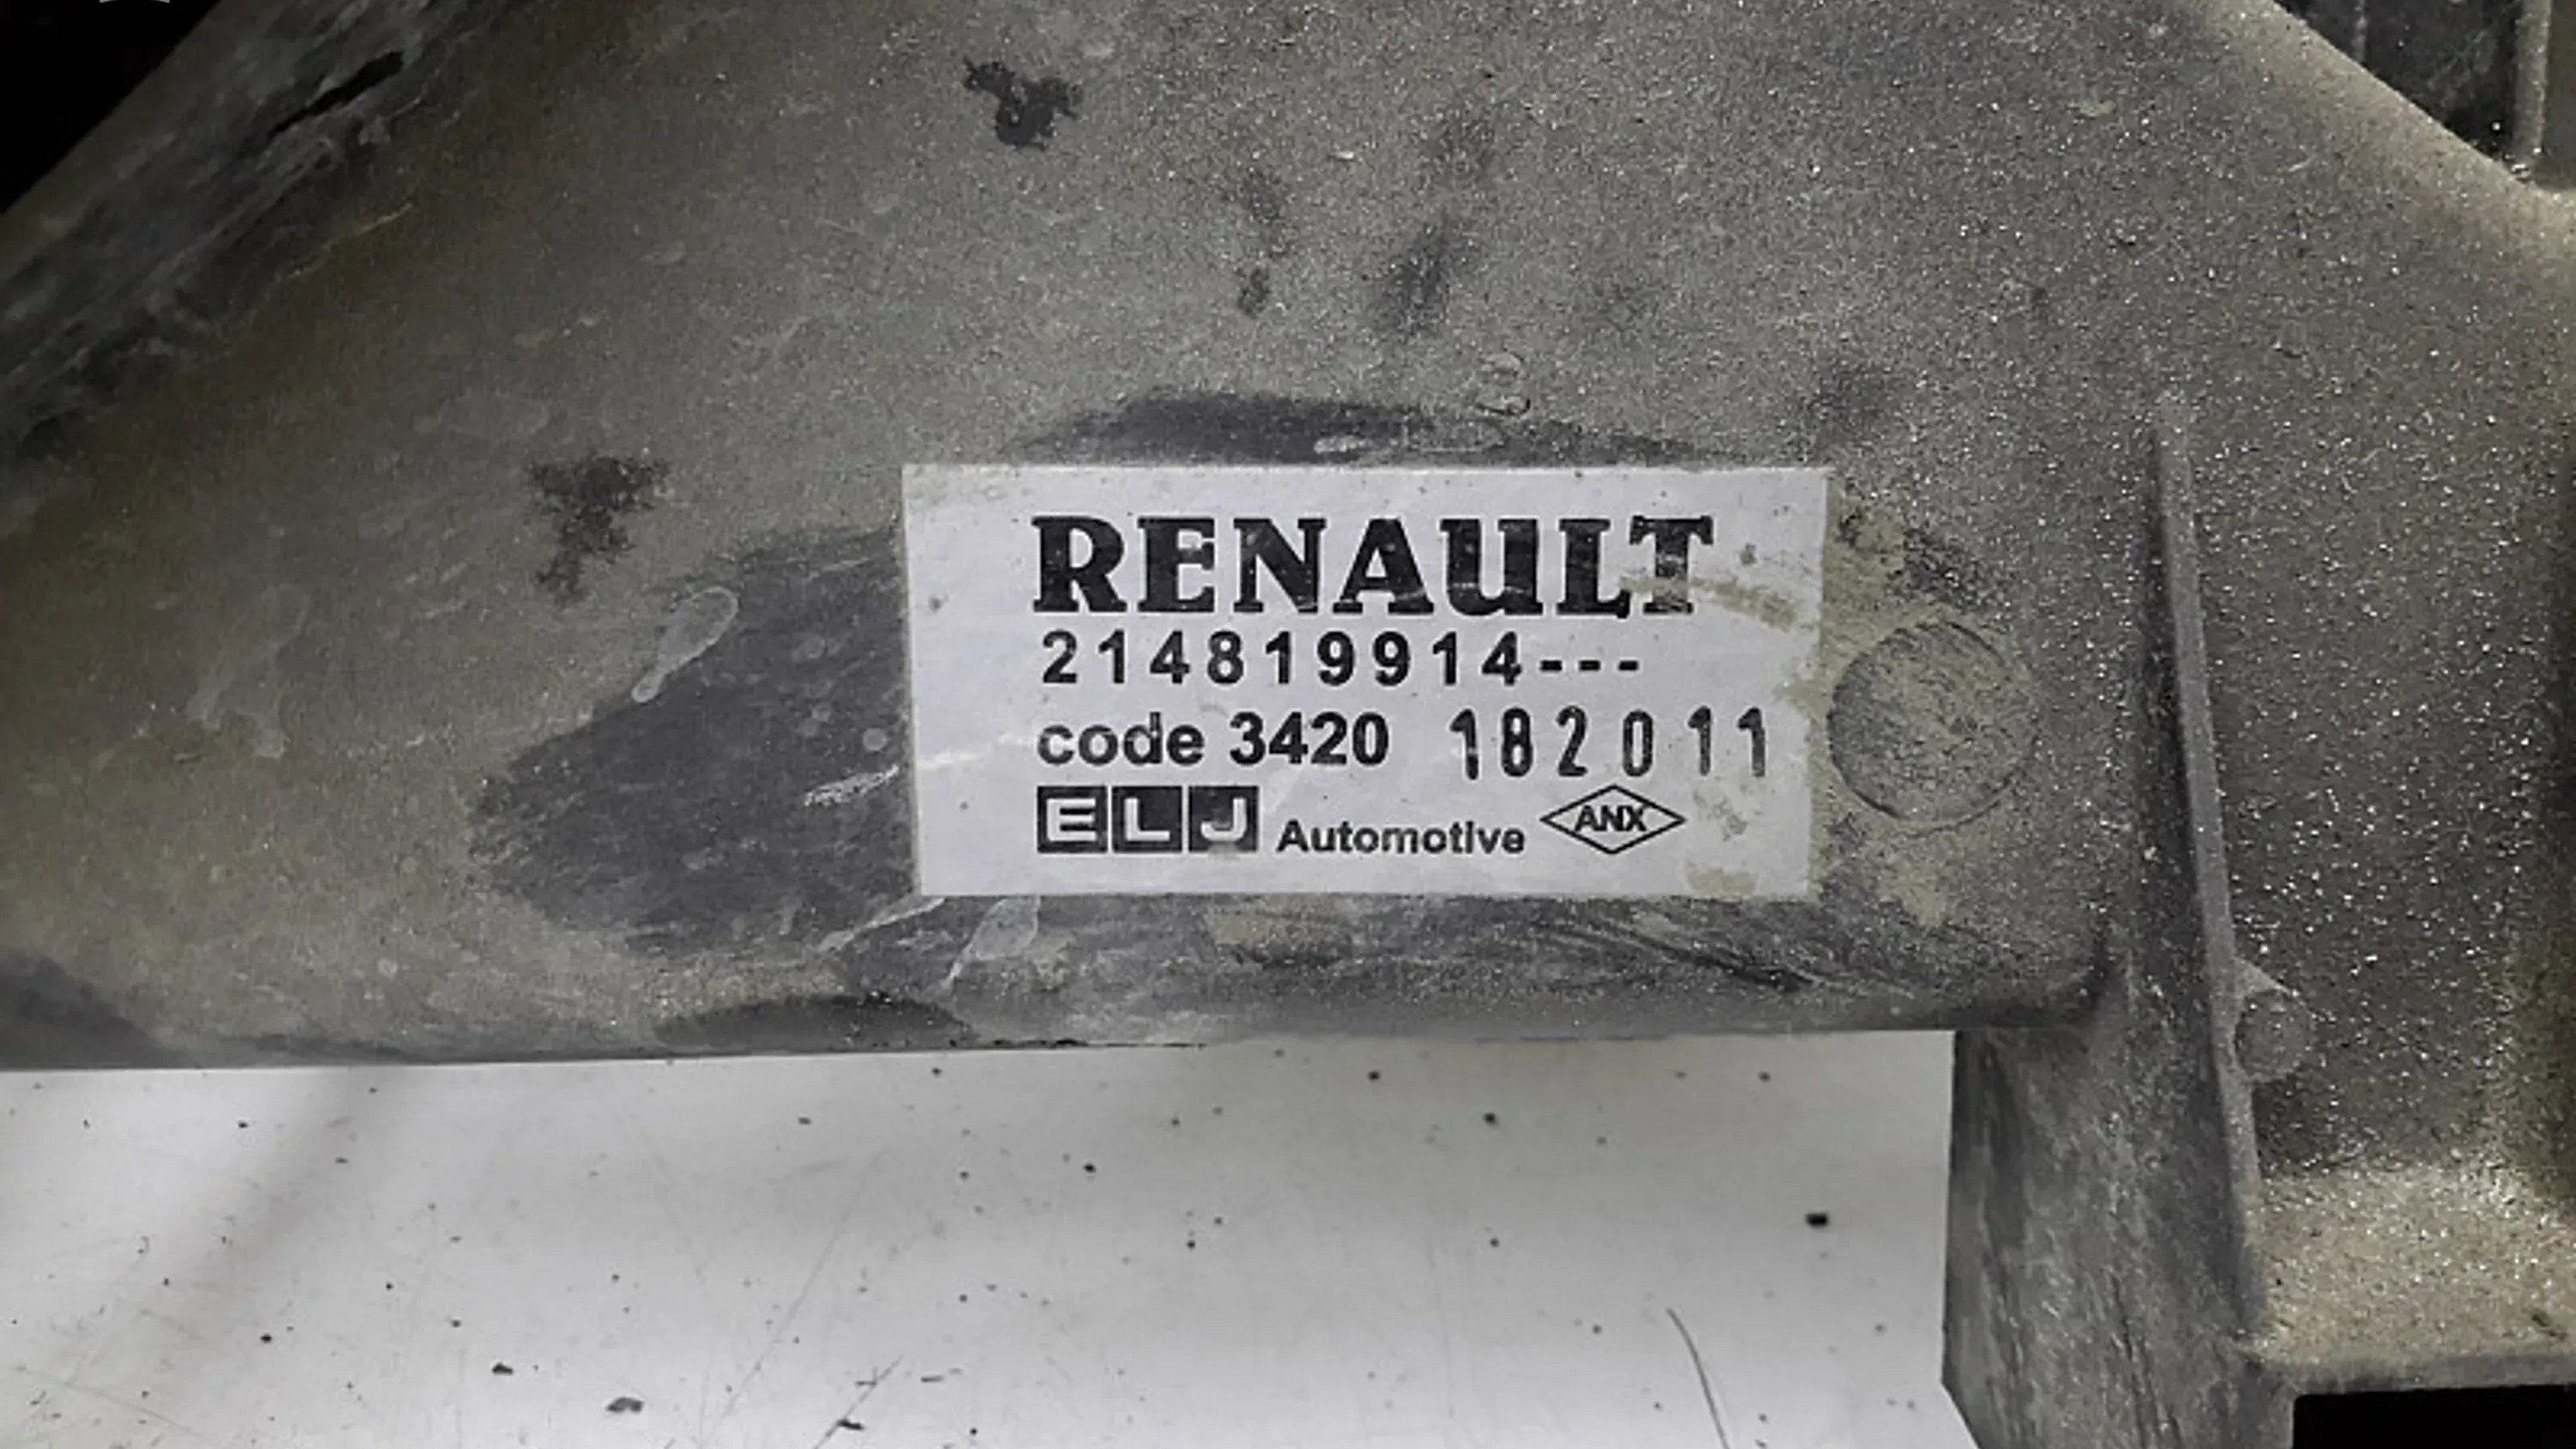 RENAULT
214819914---
code 3420 182011
ELJ Automotive ANX